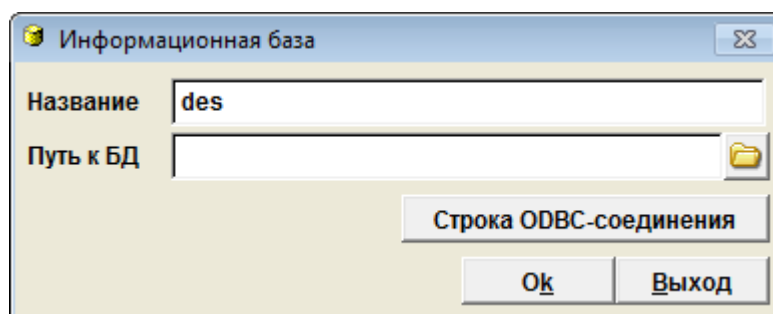 Информационная база
Название des
Путь к БД
Строка ODBC-соединения
Ok Выход